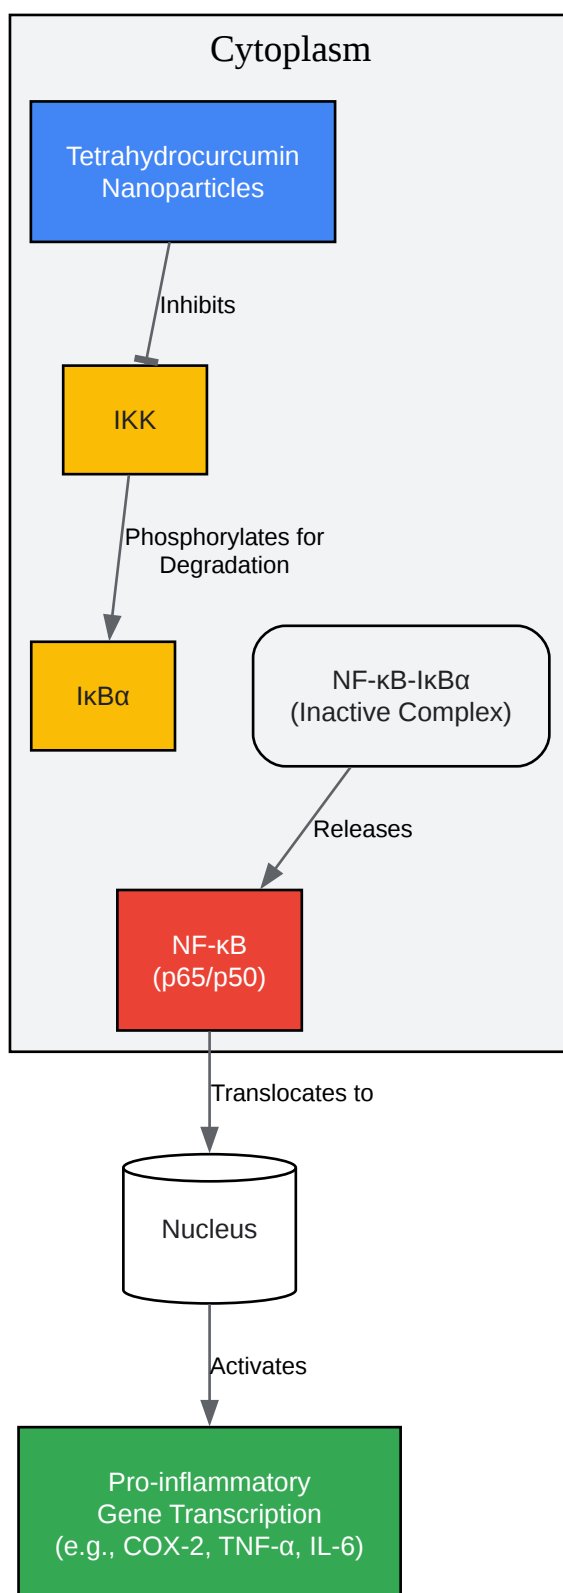 Cytoplasm
Tetrahydrocurcumin
Nanoparticles
Inhibits
IKK
Phosphorylates for
Degradation
IκBα
NF-κB-IκBα
(Inactive Complex)
Releases
NF-κB
(p65/p50)
Translocates to
Nucleus
Activates
Pro-inflammatory
Gene Transcription
(e.g., COX-2, TNF-α, IL-6)